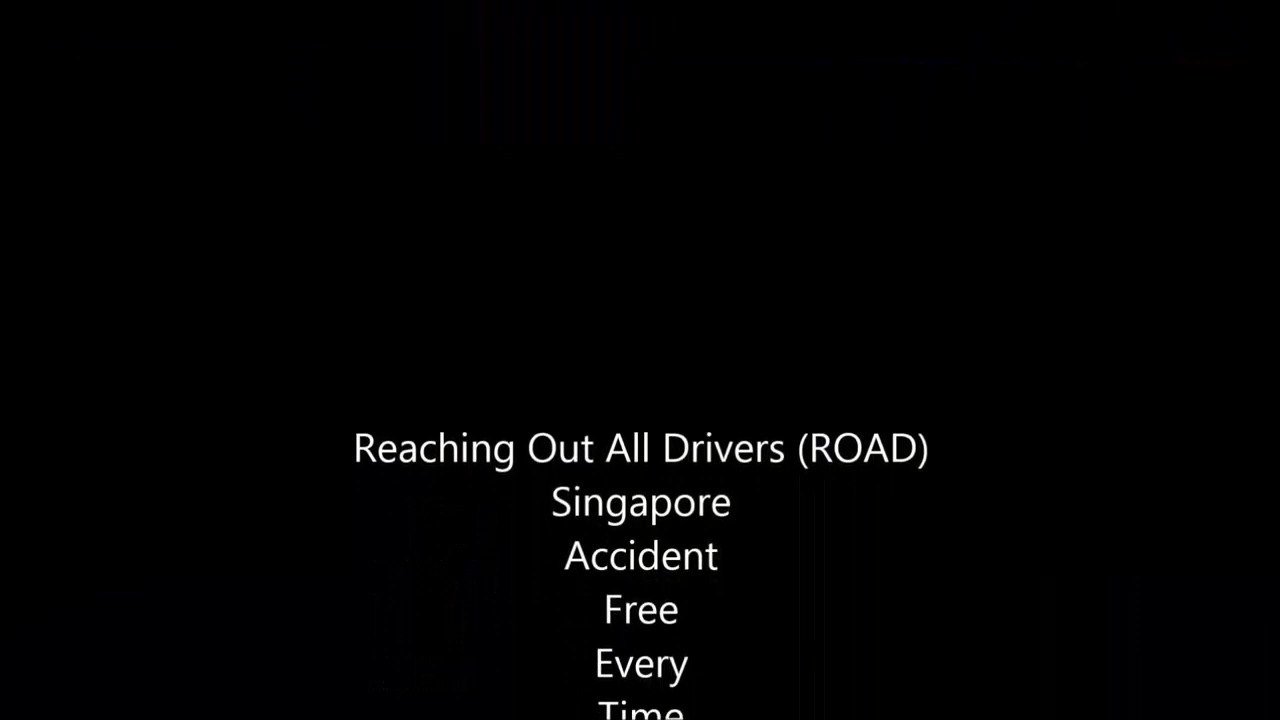 Reaching Out All Drivers (ROAD)
Singapore
Accident
Free
Every
Time